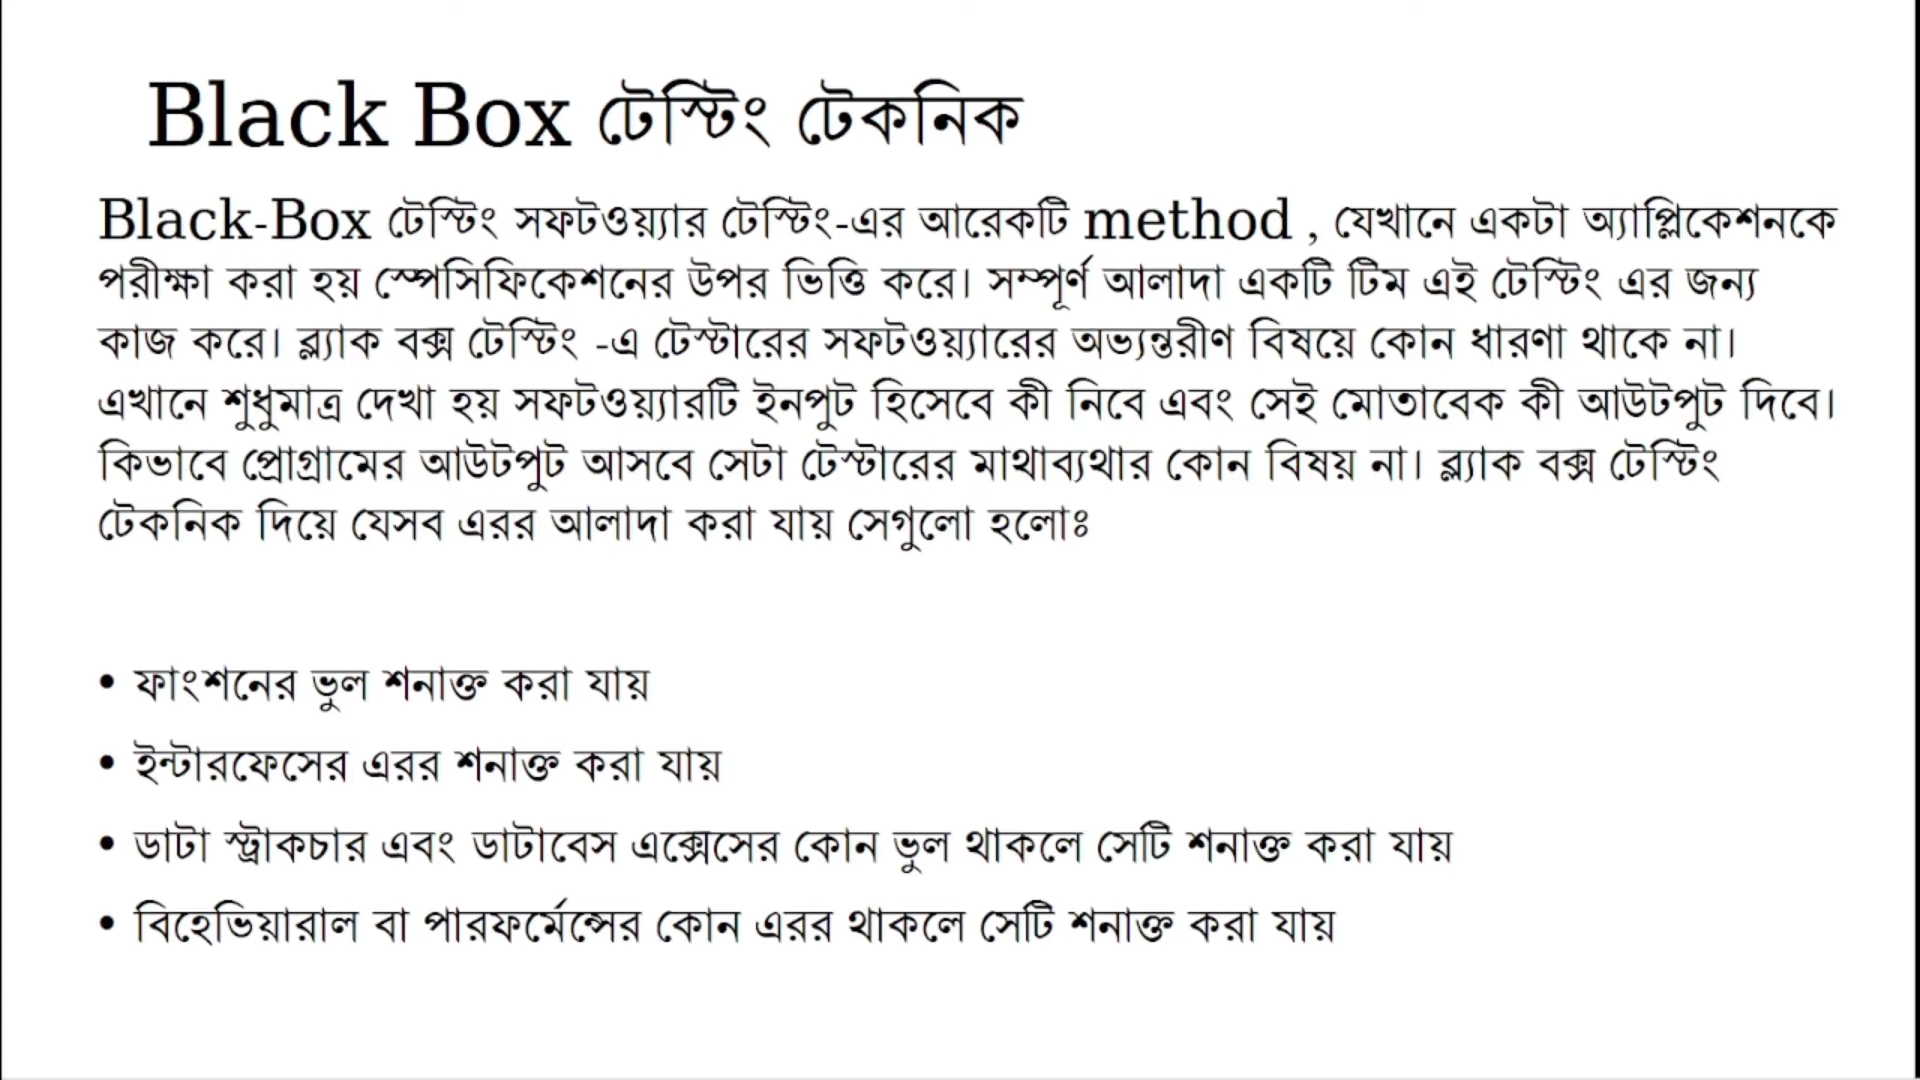 Black Box টেস্টিং টেকনিক
Black-Box টেস্টিং সফটওয়্যার টেস্টিং-এর আরেকটি method , যেখানে একটা অ্যাপ্লিকেশনকে
পরীক্ষা করা হয় স্পেসিফিকেশনের উপর ভিত্তি করে। সম্পূর্ণ আলাদা একটি টিম এই টেস্টিং এর জন্য
কাজ করে। ব্ল্যাক বক্স টেস্টিং -এ টেস্টারের সফটওয়্যারের অভ্যন্তরীণ বিষয়ে কোন ধারণা থাকে না।
এখানে শুধুমাত্র দেখা হয় সফটওয়্যারটি ইনপুট হিসেবে কী নিবে এবং সেই মোতাবেক কী আউটপুট দিবে।
কিভাবে প্রোগ্রামের আউটপুট আসবে সেটা টেস্টারের মাথাব্যথার কোন বিষয় না। ব্ল্যাক বক্স টেস্টিং
টেকনিক দিয়ে যেসব এরর আলাদা করা যায় সেগুলো হলোঃ
• ফাংশনের ভুল শনাক্ত করা যায়
• ইন্টারফেসের এরর শনাক্ত করা যায়
• ডাটা স্ট্রাকচার এবং ডাটাবেস এক্সেসের কোন ভুল থাকলে সেটি শনাক্ত করা যায়
• বিহেভিয়ারাল বা পারফর্মেন্সের কোন এরর থাকলে সেটি শনাক্ত করা যায়